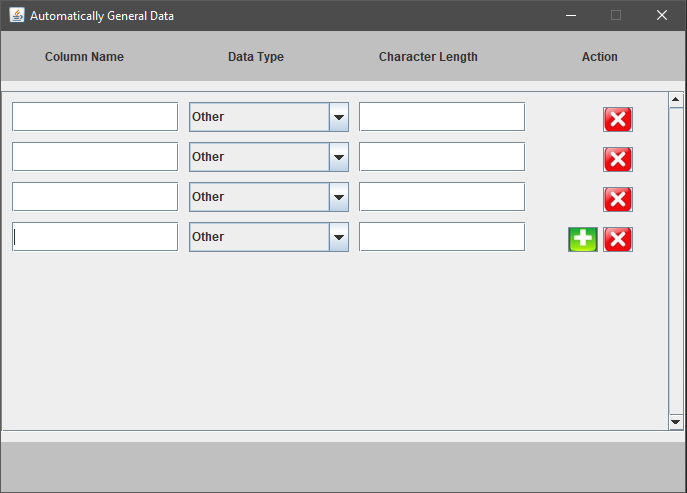 Automatically General Data
Column Name Data Type Character Length Action
Other
Other
Other
Other